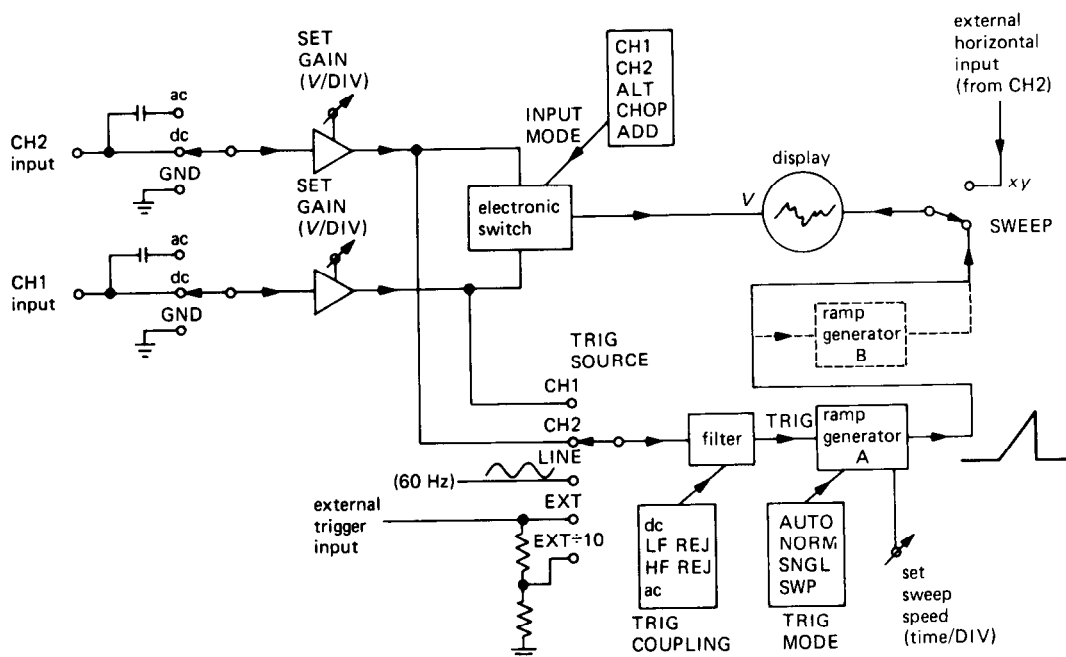 SET
GAIN
(V/DIV)
CH1
CH2
ALT
CHOP
ADD
INPUT
MODE
external
horizontal
input
(from CH2)
ac
dc
GND
CH2
input
electronic
switch
V
display
xy
SWEEP
SET
GAIN
(V/DIV)
ac
dc
GND
CH1
input
ramp
generator
B
TRIG
SOURCE
CH1
CH2
LINE
(60 Hz)
EXT
external
trigger
input
EXT÷10
filter
TRIG
ramp
generator
A
dc
LF REJ
HF REJ
ac
TRIG
COUPLING
AUTO
NORM
SNGL
SWP
TRIG
MODE
set
sweep
speed
(time/DIV)